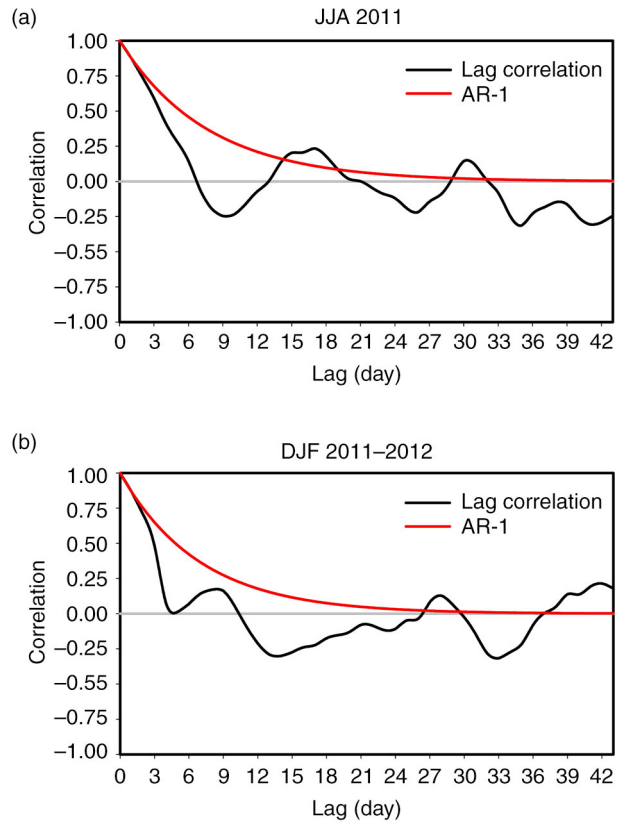 (a)
JJA 2011
1.00
0.75
0.50
0.25
0.00
−0.25
−0.55
−0.75
−1.00
Correlation
Lag correlation
AR-1
0 3 6 9 12 15 18 21 24 27 30 33 36 39 42
Lag (day)
(b)
DJF 2011–2012
1.00
0.75
0.50
0.25
0.00
−0.25
−0.55
−0.75
−1.00
Correlation
Lag correlation
AR-1
0 3 6 9 12 15 18 21 24 27 30 33 36 39 42
Lag (day)